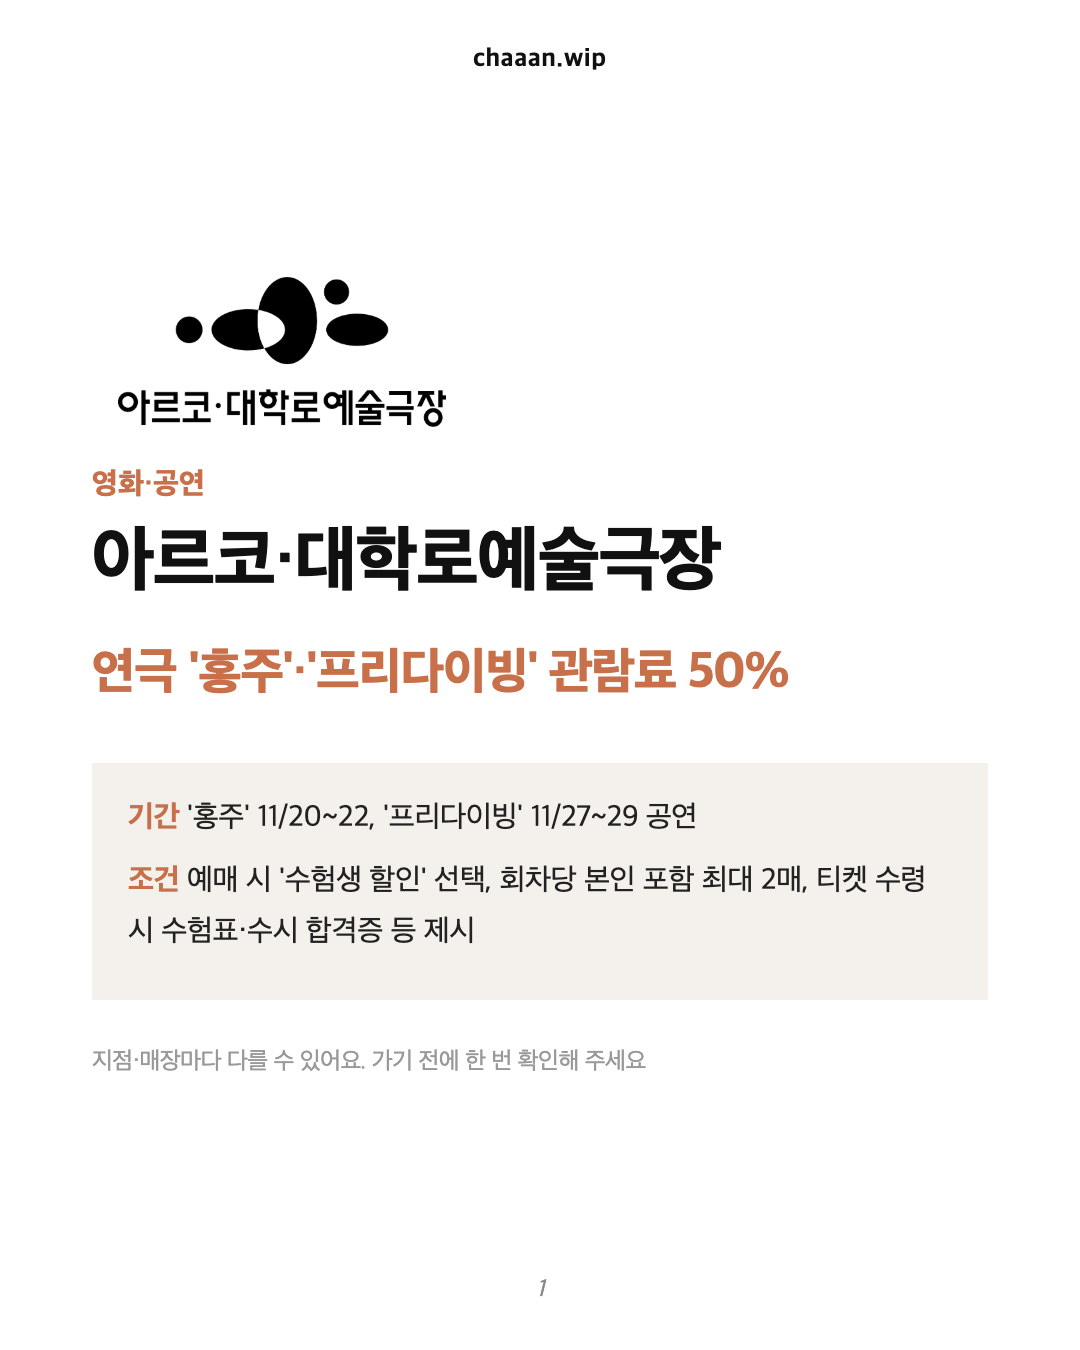 chaaan.wip
아르코·대학로예술극장
영화·공연
아르코·대학로예술극장
연극 '홍주'·'프리다이빙' 관람료 50%
기간 '홍주' 11/20~22, '프리다이빙' 11/27~29 공연
조건 예매 시 '수험생 할인' 선택, 회차당 본인 포함 최대 2매, 티켓 수령
시 수험표·수시 합격증 등 제시
지점·매장마다 다를 수 있어요. 가기 전에 한 번 확인해 주세요
1